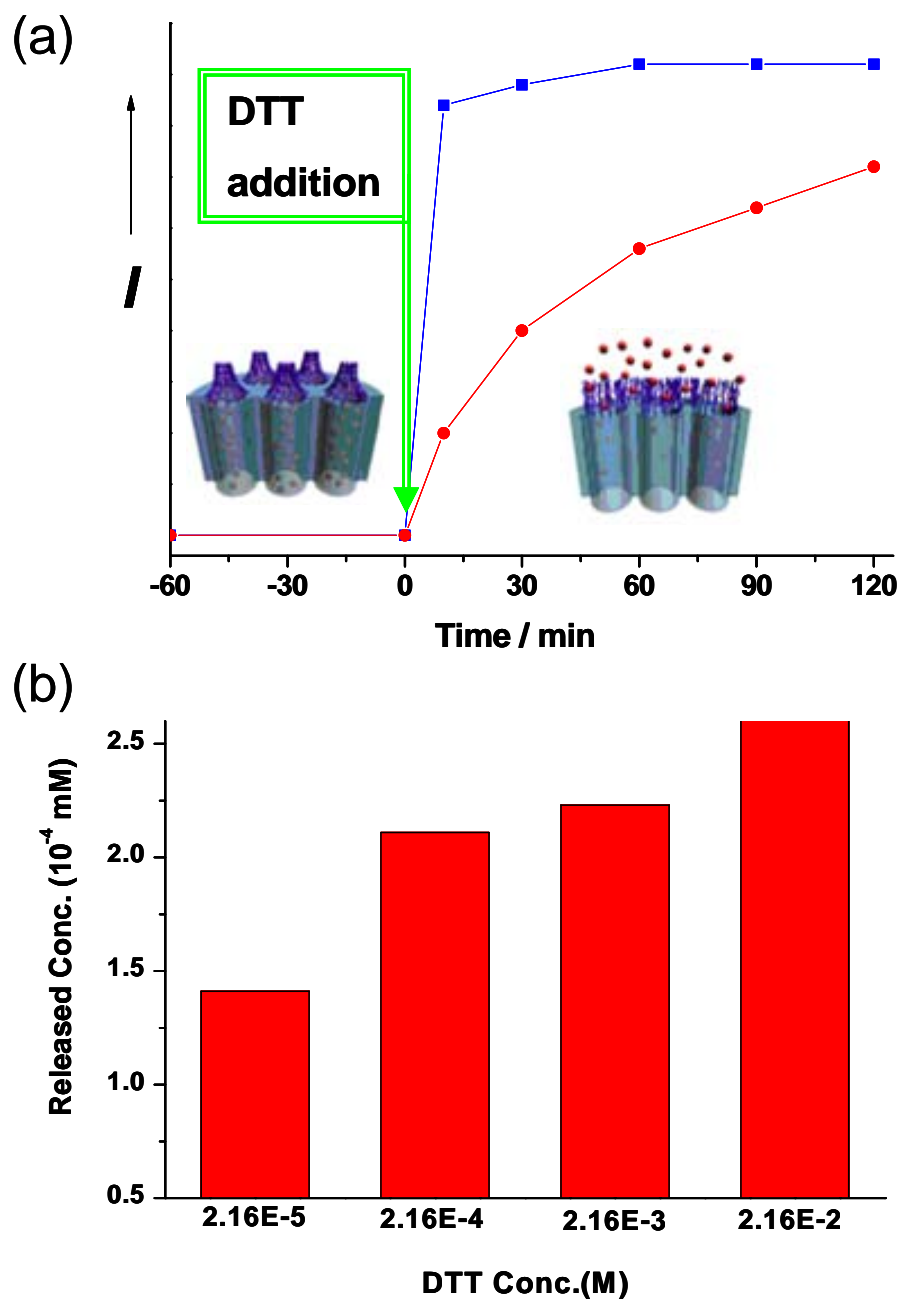 (a)
DTT
addition
I
-60 -30 0 30 60 90 120
Time / min
(b)
Released Conc. (10⁻⁴ mM)
2.5
2.0
1.5
1.0
0.5
2.16E-5 2.16E-4 2.16E-3 2.16E-2
DTT Conc.(M)